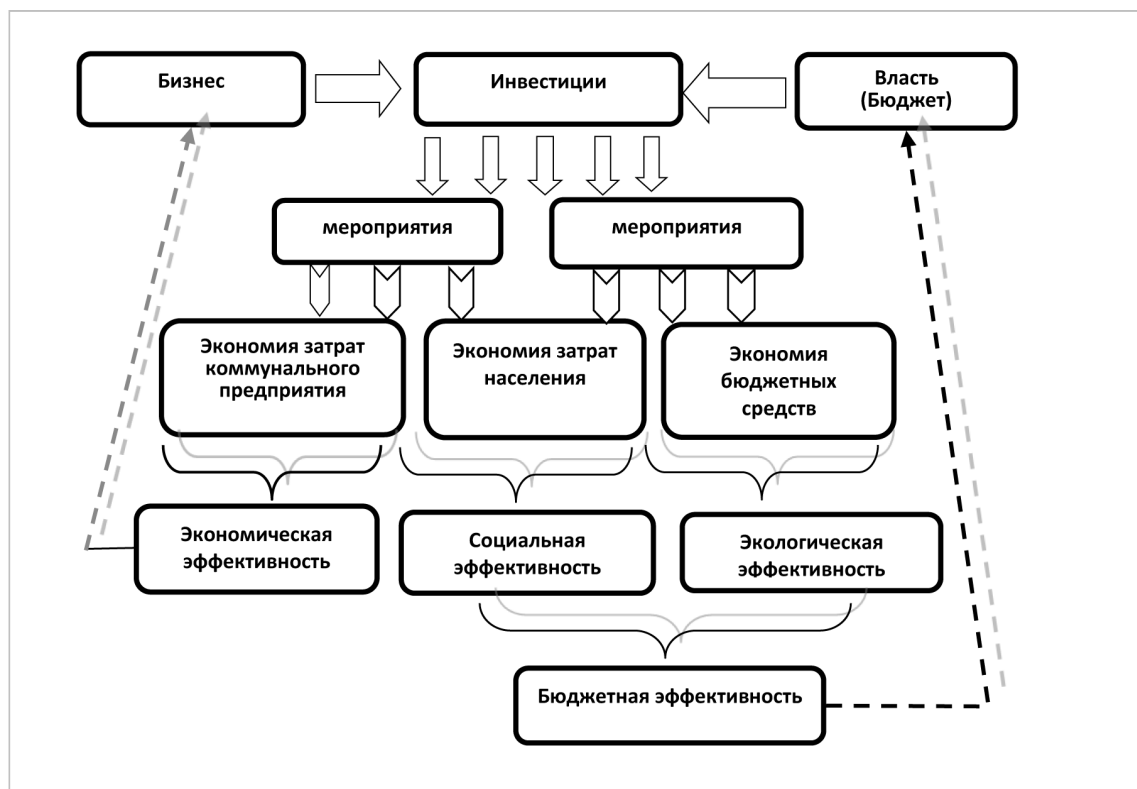 Бизнес
Инвестиции
Власть
(Бюджет)
мероприятия
мероприятия
Экономия затрат
коммунального
предприятия
Экономия затрат
населения
Экономия
бюджетных
средств
Экономическая
эффективность
Социальная
эффективность
Экологическая
эффективность
Бюджетная эффективность